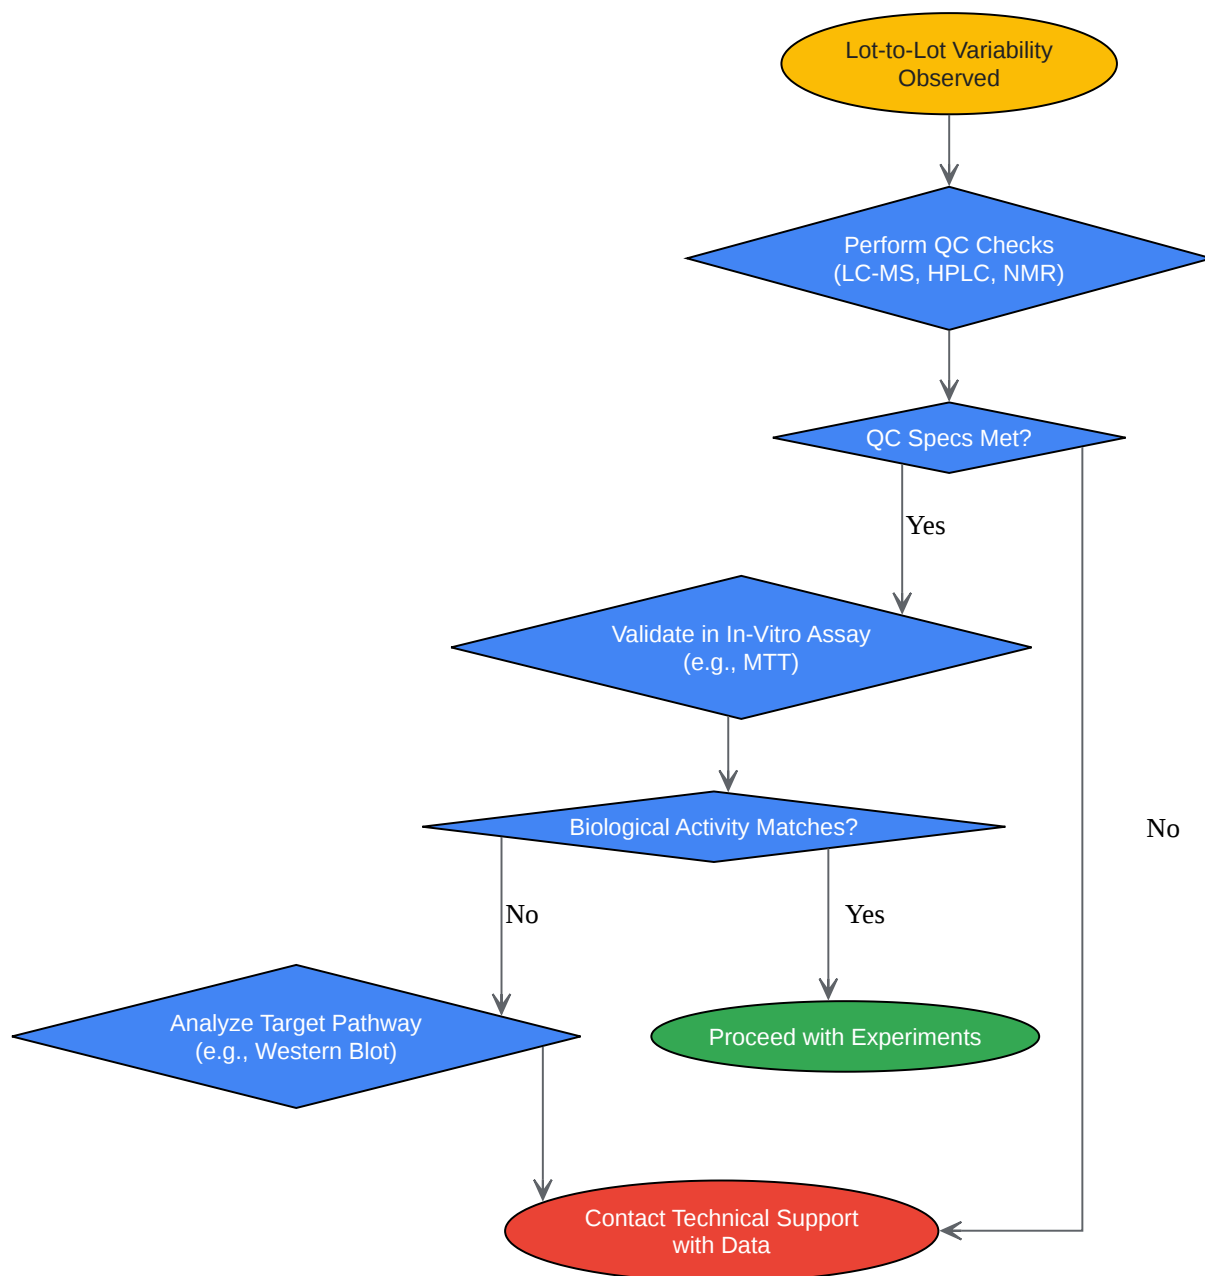 Lot-to-Lot Variability
Observed
Perform QC Checks
(LC-MS, HPLC, NMR)
QC Specs Met?
Yes
Validate in In-Vitro Assay
(e.g., MTT)
Biological Activity Matches?
No
No
Yes
Analyze Target Pathway
(e.g., Western Blot)
Proceed with Experiments
Contact Technical Support
with Data